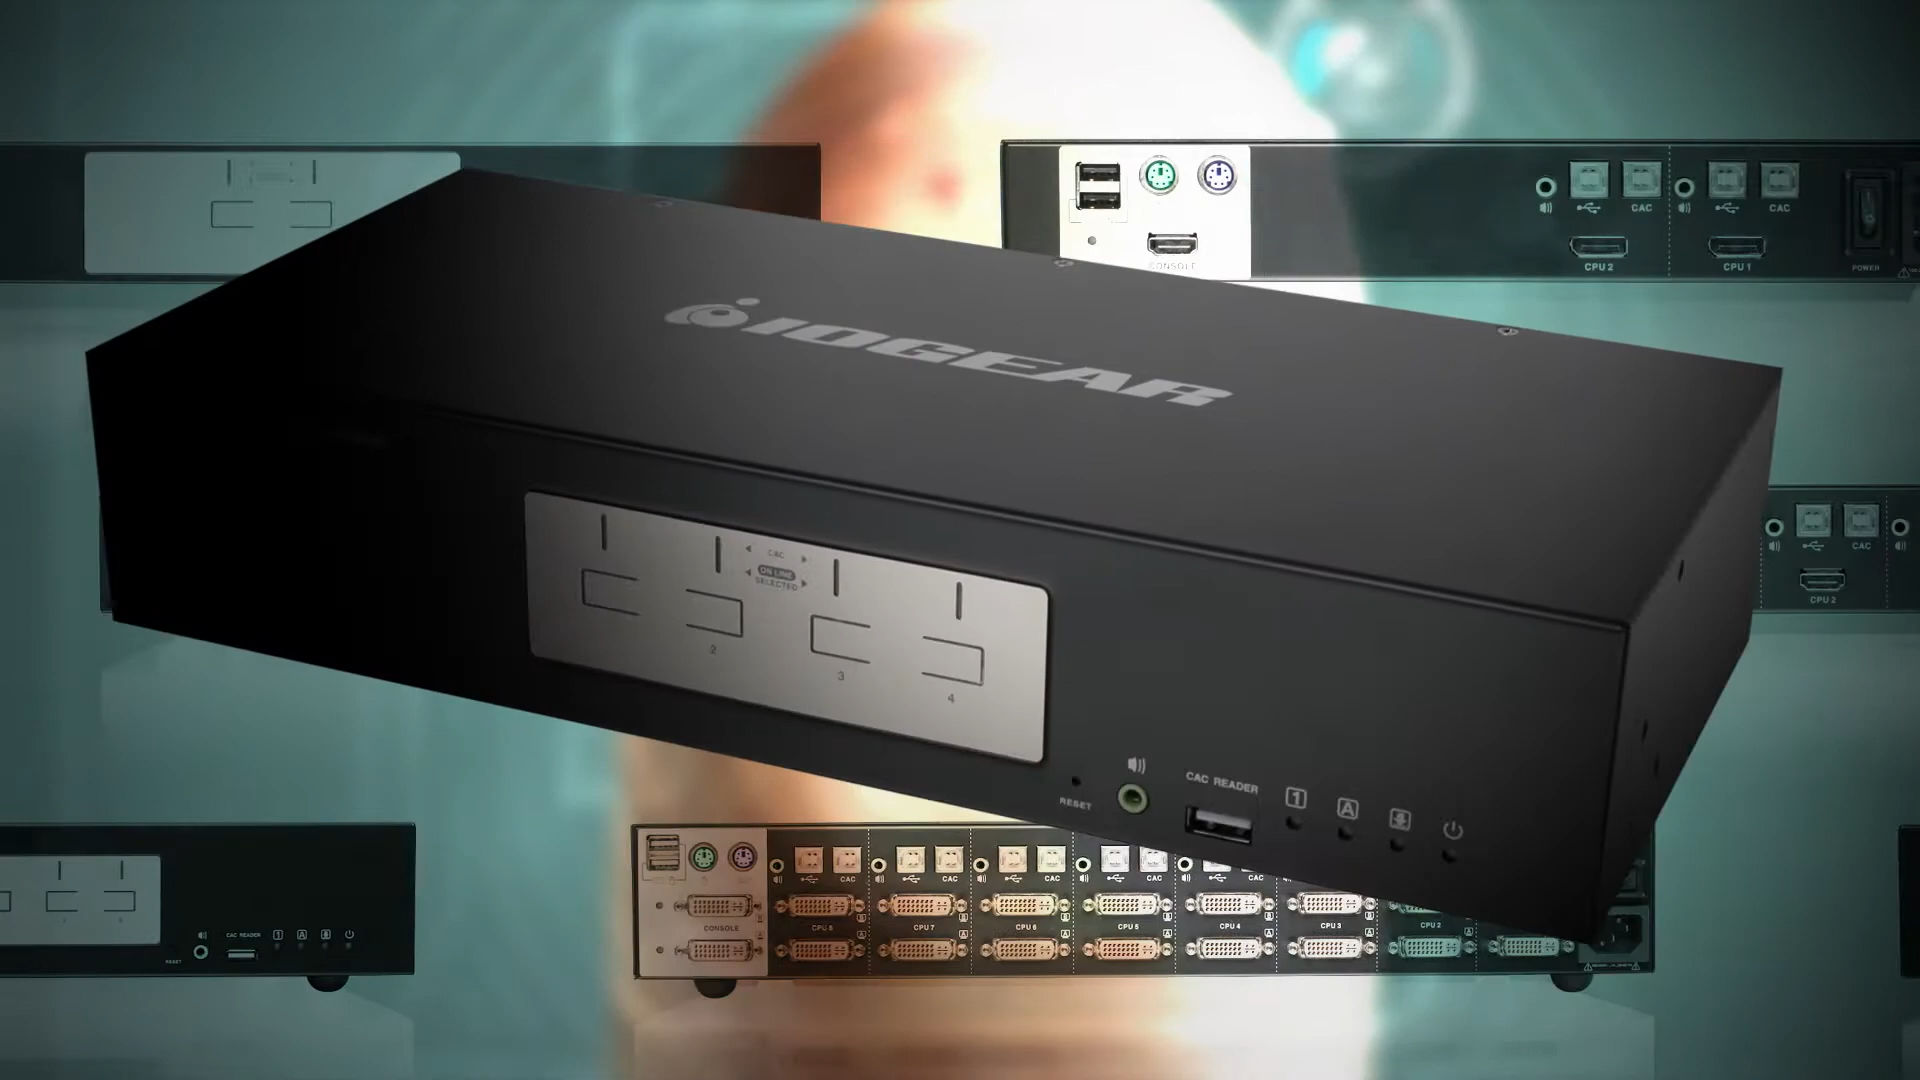 CONSOLE
CAC
CAC
CPU 2
CPU 1
POWER
IOGEAR
CAC
ON LINE
SELECTED
2
3
4
CAC
CPU 2
RESET
CAC READER
1
A
CAC
CAC
CAC
CAC
CONSOLE
CPU 8
CPU 7
CPU 6
CPU 5
CPU 4
CPU 3
CPU 2
RESET
CAC READER
1
A